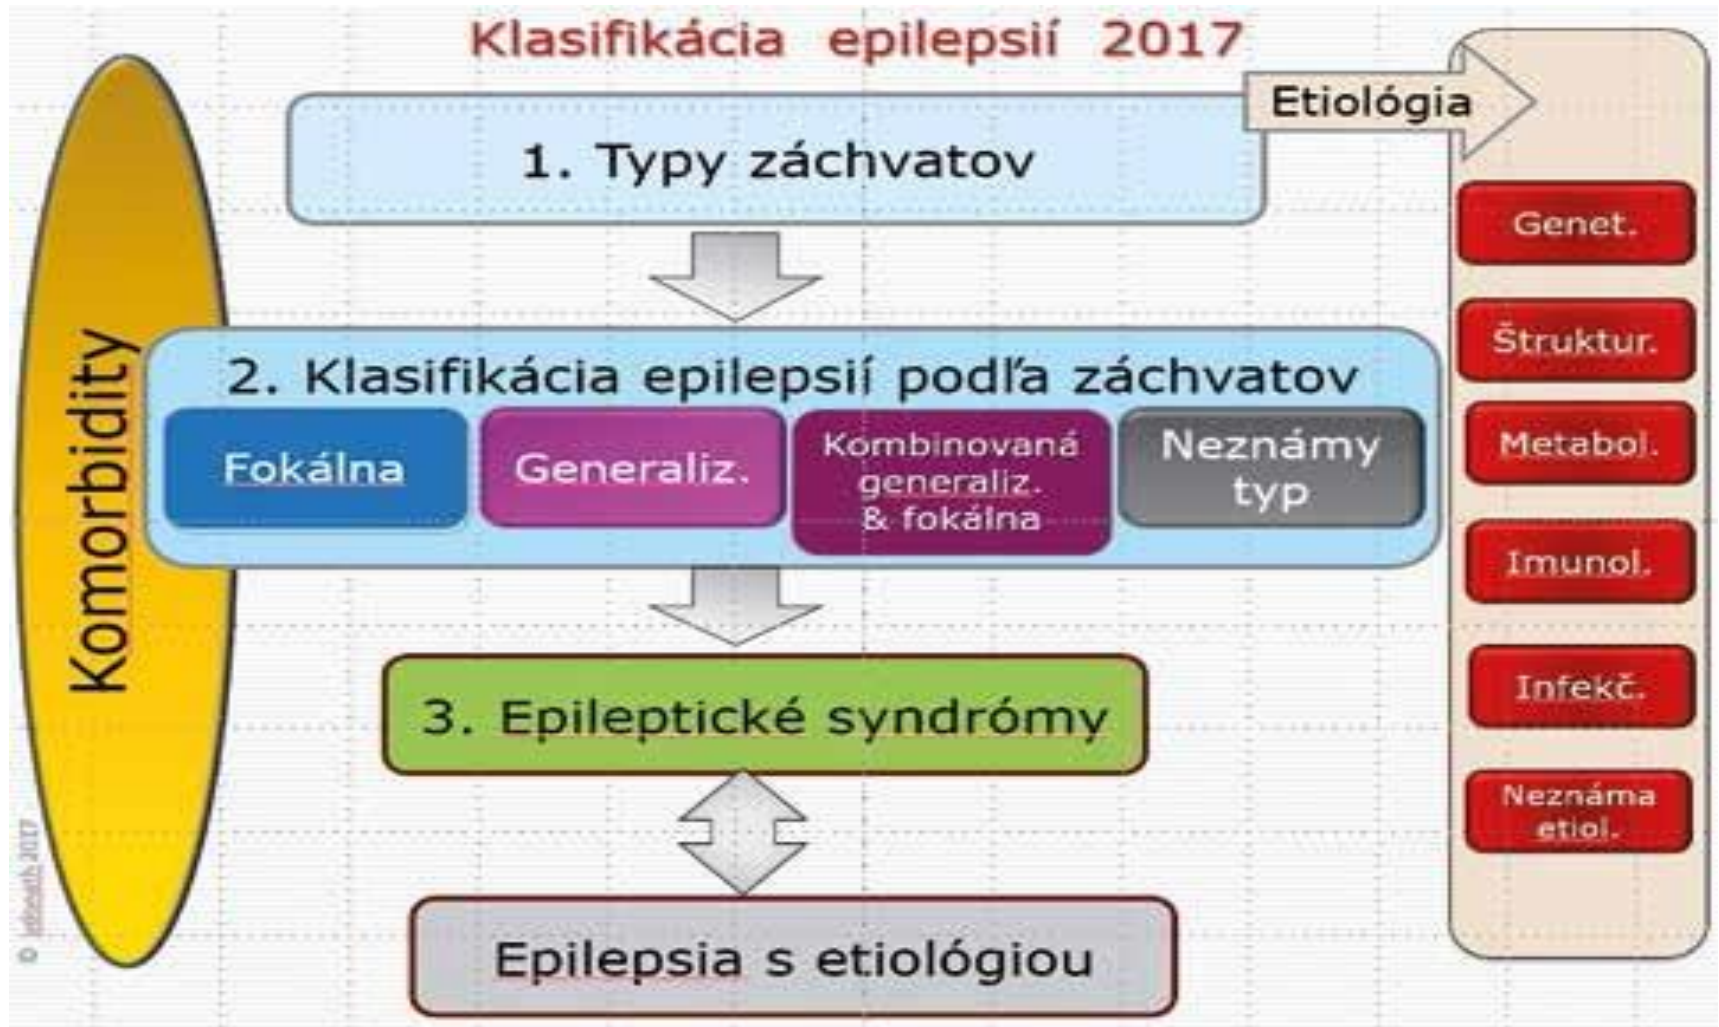 Klasifikácia epilepsií 2017
Etiológia
1. Typy záchvatov
Komorbidity
2. Klasifikácia epilepsií podľa záchvatov
Fokálna
Generaliz.
Kombinovaná
generaliz.
& fokálna
Neznámy
typ
3. Epileptické syndrómy
Epilepsia s etiológiou
Genet.
Štruktur.
Metabol.
Imunol.
Infekč.
Neznáma
etiol.
© 2017